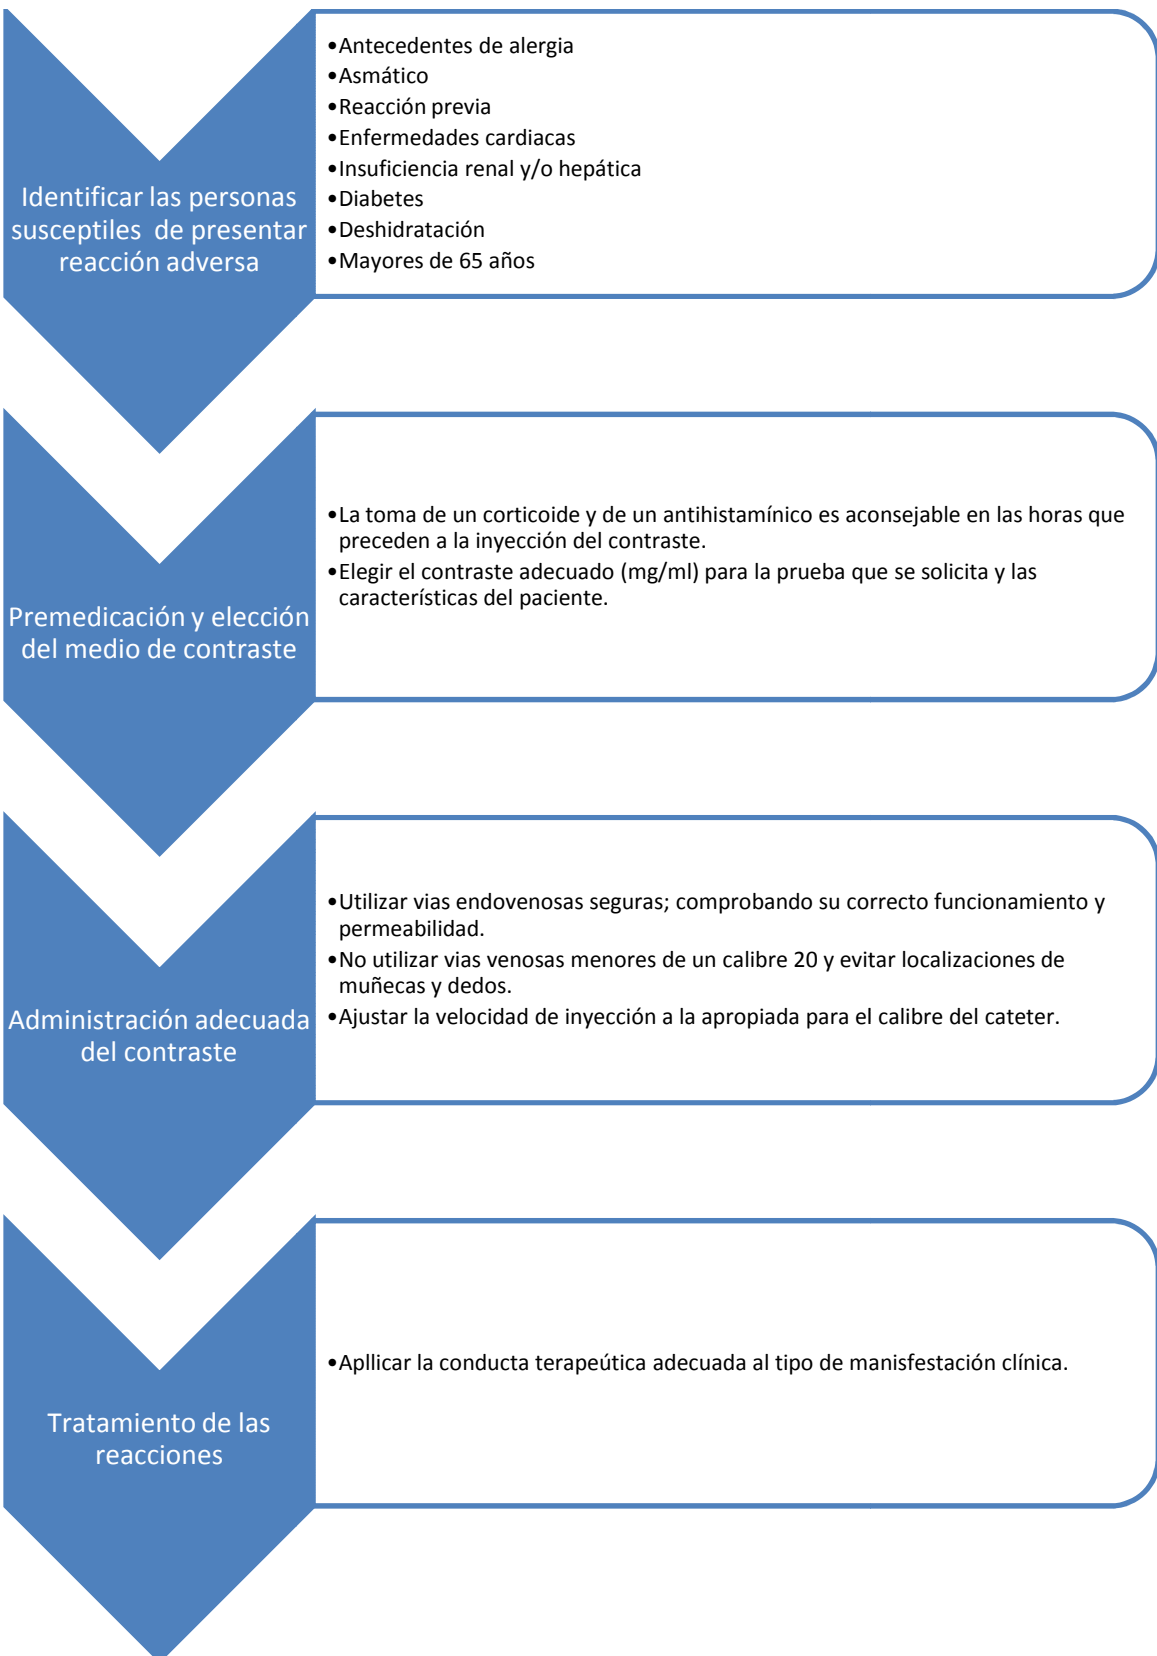 Identificar las personas
susceptiles de presentar
reacción adversa
•Antecedentes de alergia
•Asmático
•Reacción previa
•Enfermedades cardiacas
•Insuficiencia renal y/o hepática
•Diabetes
•Deshidratación
•Mayores de 65 años
Premedicación y elección
del medio de contraste
•La toma de un corticoide y de un antihistamínico es aconsejable en las horas que
preceden a la inyección del contraste.
•Elegir el contraste adecuado (mg/ml) para la prueba que se solicita y las
características del paciente.
Administración adecuada
del contraste
•Utilizar vias endovenosas seguras; comprobando su correcto funcionamiento y
permeabilidad.
•No utilizar vias venosas menores de un calibre 20 y evitar localizaciones de
muñecas y dedos.
•Ajustar la velocidad de inyección a la apropiada para el calibre del cateter.
Tratamiento de las
reacciones
•Apllicar la conducta terapeútica adecuada al tipo de manisfestación clínica.